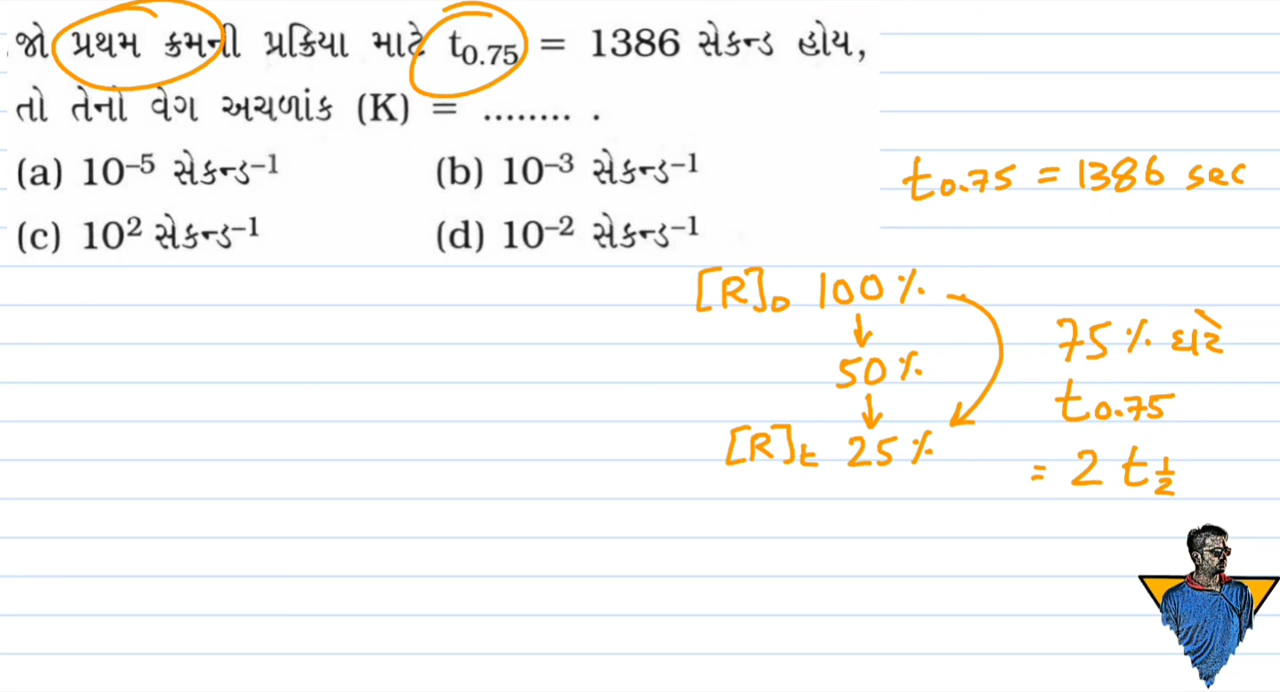 જો પ્રથમ ક્રમની પ્રક્રિયા માટે t0.75 = 1386 સેકન્ડ હોય,
તો તેનો વેગ અચળાંક (K) = ........ .
(a) 10–5 સેકન્ડ–1 (b) 10–3 સેકન્ડ–1
(c) 102 સેકન્ડ–1 (d) 10–2 સેકન્ડ–1
t0.75 = 1386 sec
[R]0 100%
50%
[R]t 25%
75% ઘટે
t0.75
= 2 t1/2